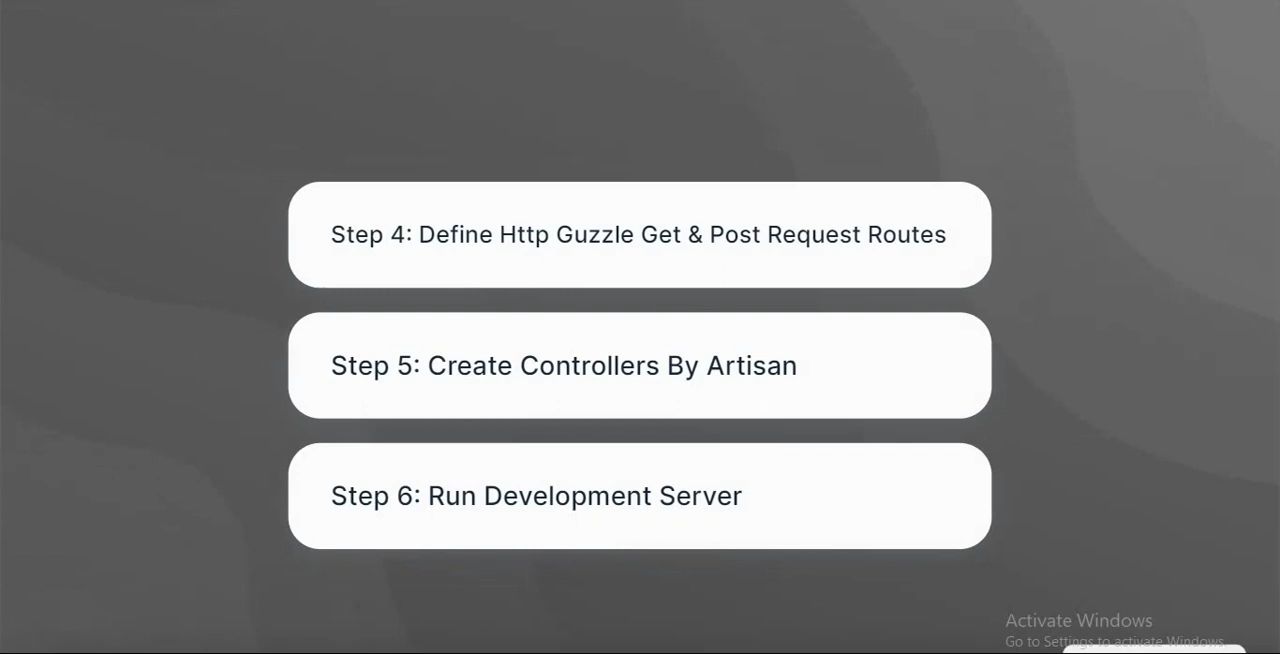 Step 4: Define Http Guzzle Get & Post Request Routes
Step 5: Create Controllers By Artisan
Step 6: Run Development Server
Activate Windows
Go to Settings to activate Windows.